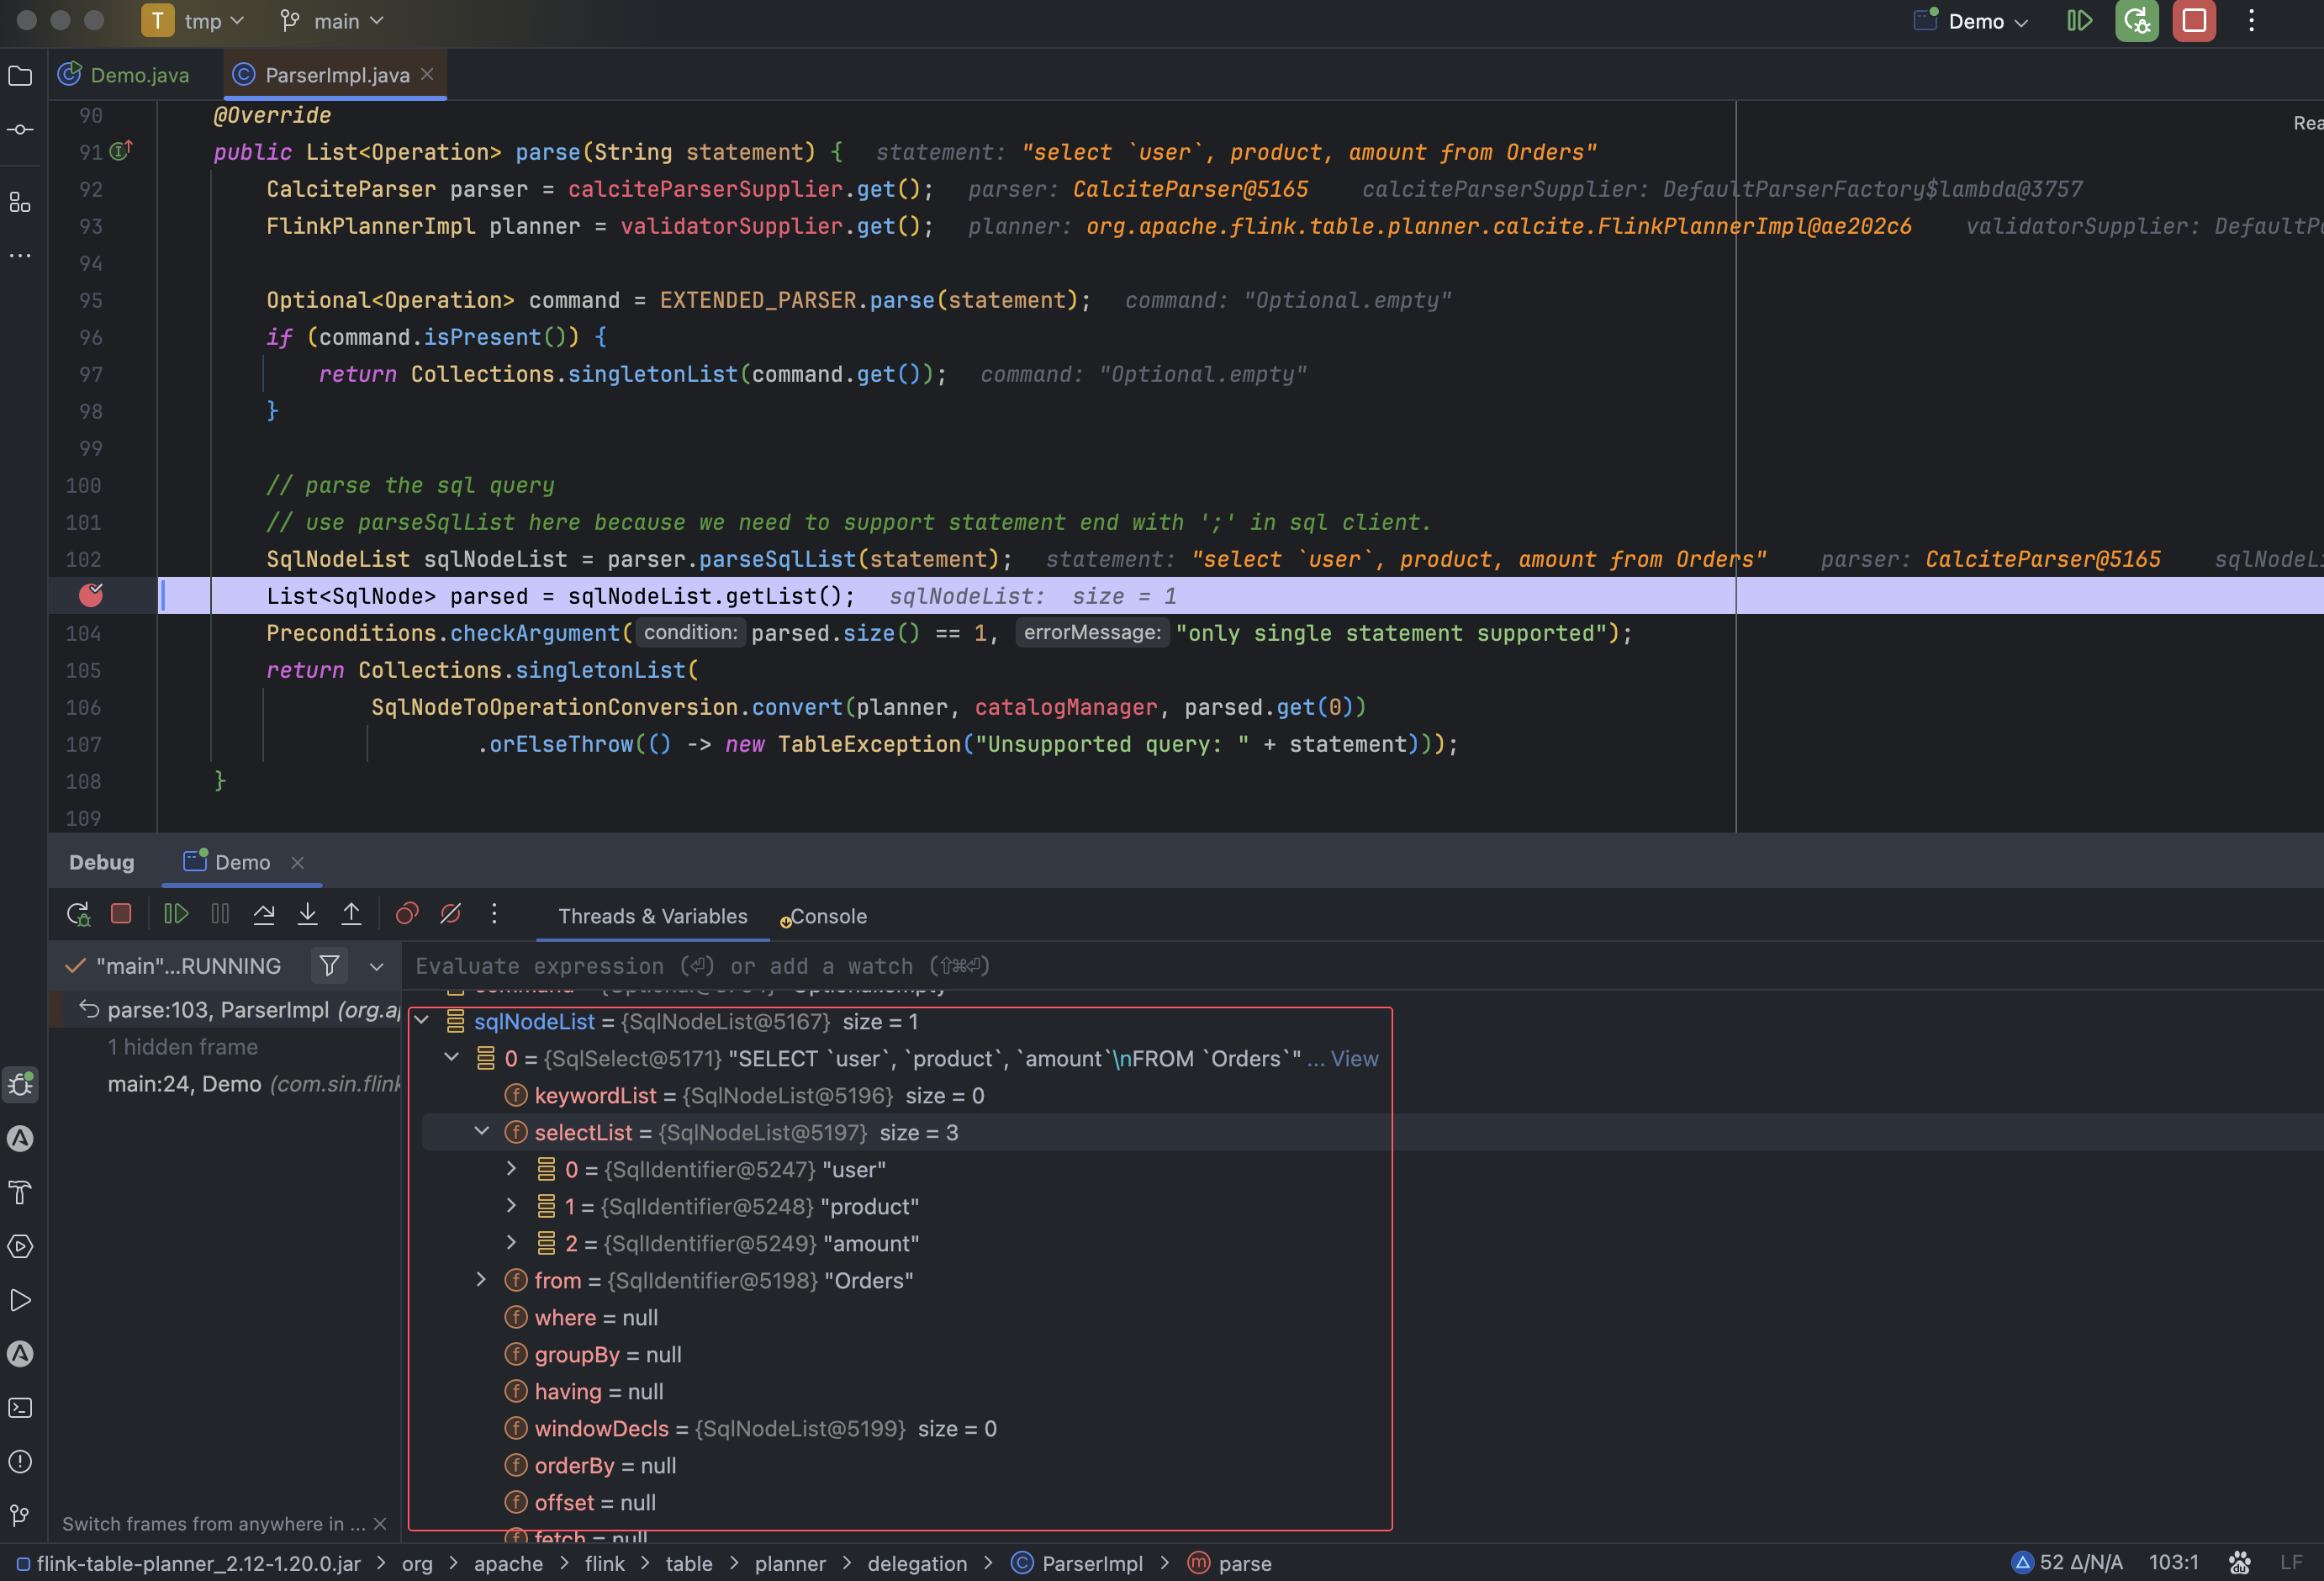 T tmp main Demo
Demo.java ParserImpl.java
90 @Override
Rea
91 public List<Operation> parse(String statement) { statement: "select `user`, product, amount from Orders"
92 CalciteParser parser = calciteParserSupplier.get(); parser: CalciteParser@5165 calciteParserSupplier: DefaultParserFactory$lambda@3757
93 FlinkPlannerImpl planner = validatorSupplier.get(); planner: org.apache.flink.table.planner.calcite.FlinkPlannerImpl@ae202c6 validatorSupplier: DefaultPa
94
95 Optional<Operation> command = EXTENDED_PARSER.parse(statement); command: "Optional.empty"
96 if (command.isPresent()) {
97 return Collections.singletonList(command.get()); command: "Optional.empty"
98 }
99
100 // parse the sql query
101 // use parseSqlList here because we need to support statement end with ';' in sql client.
102 SqlNodeList sqlNodeList = parser.parseSqlList(statement); statement: "select `user`, product, amount from Orders" parser: CalciteParser@5165 sqlNodeLi
List<SqlNode> parsed = sqlNodeList.getList(); sqlNodeList: size = 1
104 Preconditions.checkArgument( condition: parsed.size() == 1, errorMessage: "only single statement supported");
105 return Collections.singletonList(
106 SqlNodeToOperationConversion.convert(planner, catalogManager, parsed.get(0))
107 .orElseThrow(() -> new TableException("Unsupported query: " + statement)));
108 }
109
Debug Demo
Threads & Variables Console
"main"...RUNNING
Evaluate expression (⏎) or add a watch (⇧⌘⏎)
parse:103, ParserImpl (org.ap
1 hidden frame
main:24, Demo (com.sin.flink
command = {Optional@3704} Optional.empty
sqlNodeList = {SqlNodeList@5167} size = 1
0 = {SqlSelect@5171} "SELECT `user`, `product`, `amount`\nFROM `Orders`" ... View
keywordList = {SqlNodeList@5196} size = 0
selectList = {SqlNodeList@5197} size = 3
0 = {SqlIdentifier@5247} "user"
1 = {SqlIdentifier@5248} "product"
2 = {SqlIdentifier@5249} "amount"
from = {SqlIdentifier@5198} "Orders"
where = null
groupBy = null
having = null
windowDecls = {SqlNodeList@5199} size = 0
orderBy = null
offset = null
fetch = null
Switch frames from anywhere in ...
flink-table-planner_2.12-1.20.0.jar > org > apache > flink > table > planner > delegation > ParserImpl > parse
52 Δ/N/A 103:1 LF